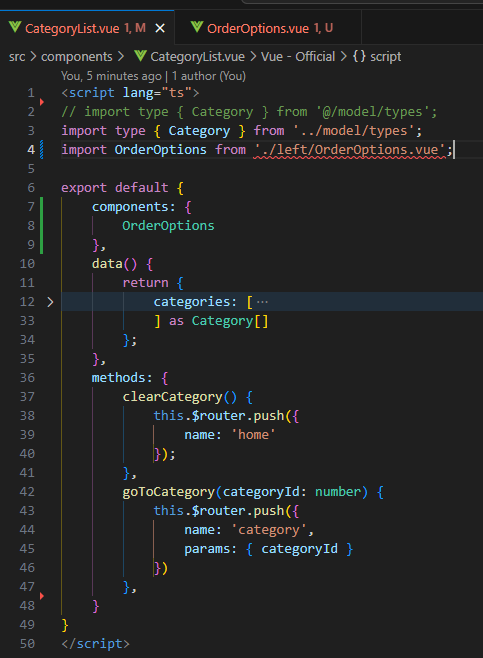 CategoryList.vue 1, M
OrderOptions.vue 1, U
src > components > CategoryList.vue > Vue - Official > {} script
You, 5 minutes ago | 1 author (You)
1 <script lang="ts">
2 // import type { Category } from '@/model/types';
3 import type { Category } from '../model/types';
4 import OrderOptions from './left/OrderOptions.vue';
5
6 export default {
7     components: {
8         OrderOptions
9     },
10     data() {
11         return {
12             categories: [ ...
33             ] as Category[]
34         };
35     },
36     methods: {
37         clearCategory() {
38             this.$router.push({
39                 name: 'home'
40             });
41         },
42         goToCategory(categoryId: number) {
43             this.$router.push({
44                 name: 'category',
45                 params: { categoryId }
46             })
47         },
48     }
49 }
50 </script>